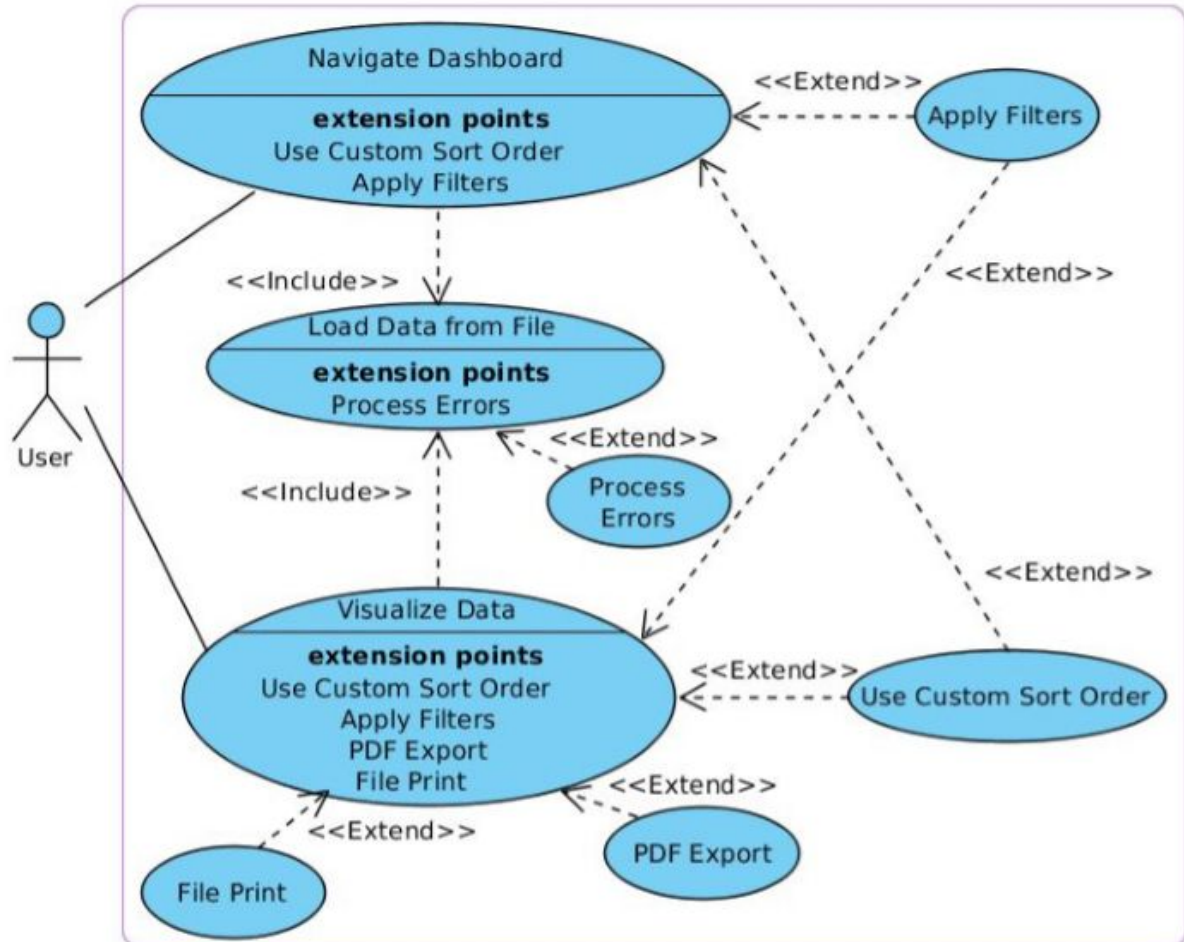 Navigate Dashboard
extension points
Use Custom Sort Order
Apply Filters
<<Extend>>
Apply Filters
<<Include>>
<<Extend>>
Load Data from File
extension points
Process Errors
<<Extend>>
Process
Errors
User
<<Include>>
<<Extend>>
Visualize Data
extension points
Use Custom Sort Order
Apply Filters
PDF Export
File Print
<<Extend>>
Use Custom Sort Order
<<Extend>>
<<Extend>>
PDF Export
File Print